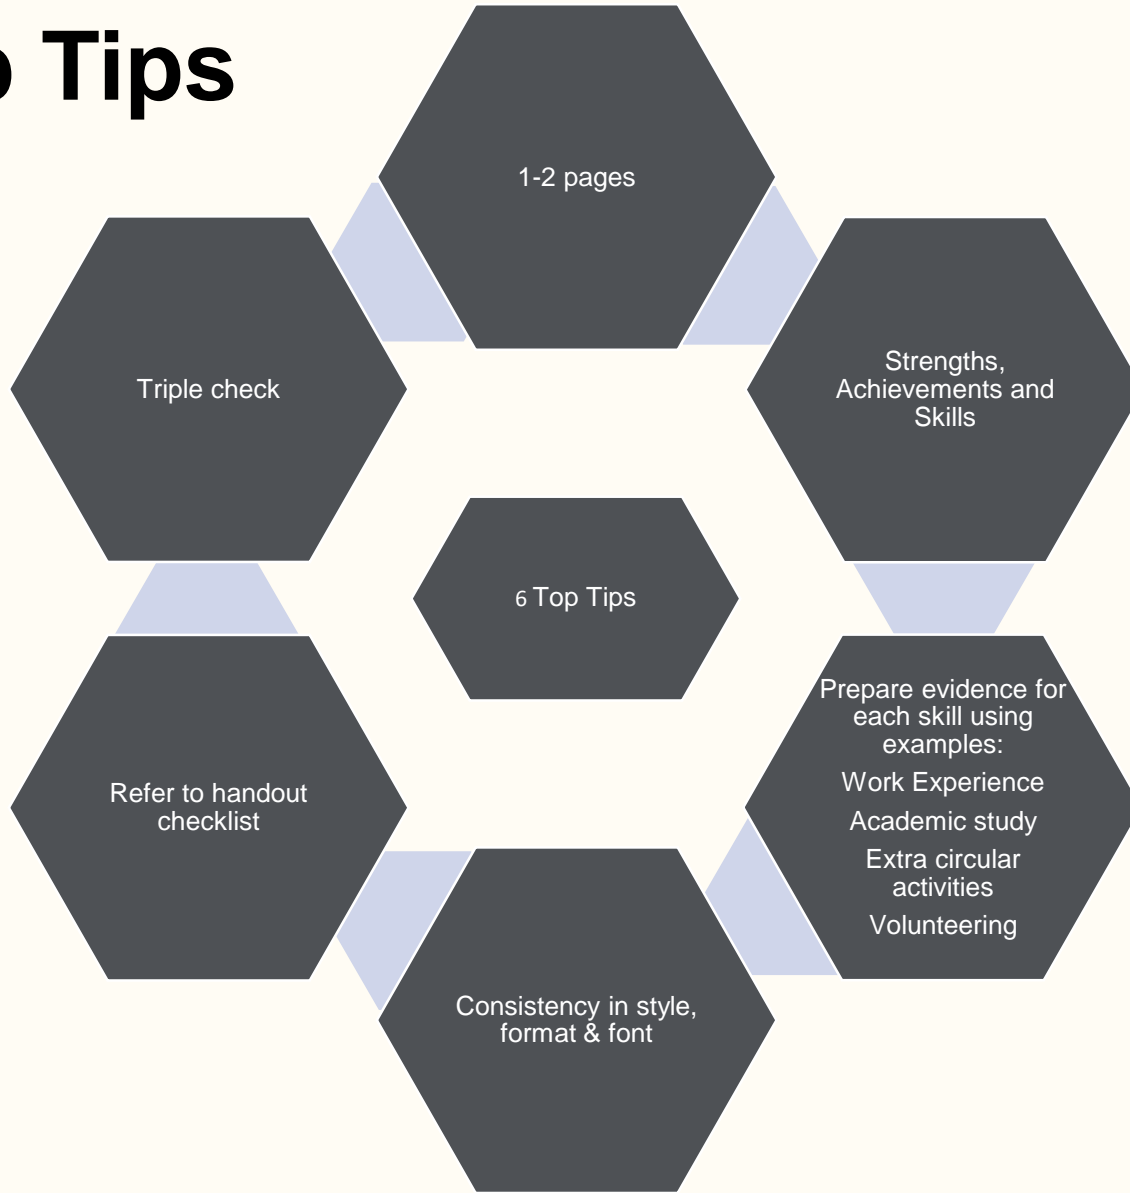 Tips
1-2 pages
Strengths,
Achievements and
Skills
Prepare evidence for
each skill using
examples:
Work Experience
Academic study
Extra circular
activities
Volunteering
Consistency in style,
format & font
Refer to handout
checklist
Triple check
6 Top Tips